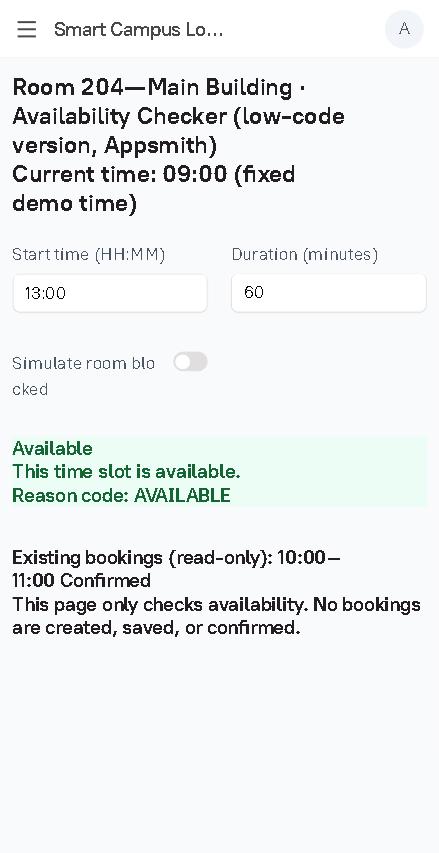 Smart Campus Lo...
A
Room 204—Main Building ·
Availability Checker (low-code
version, Appsmith)
Current time: 09:00 (fixed
demo time)
Start time (HH:MM)
Duration (minutes)
13:00
60
Simulate room blo
cked
Available
This time slot is available.
Reason code: AVAILABLE
Existing bookings (read-only): 10:00–
11:00 Confirmed
This page only checks availability. No bookings
are created, saved, or confirmed.